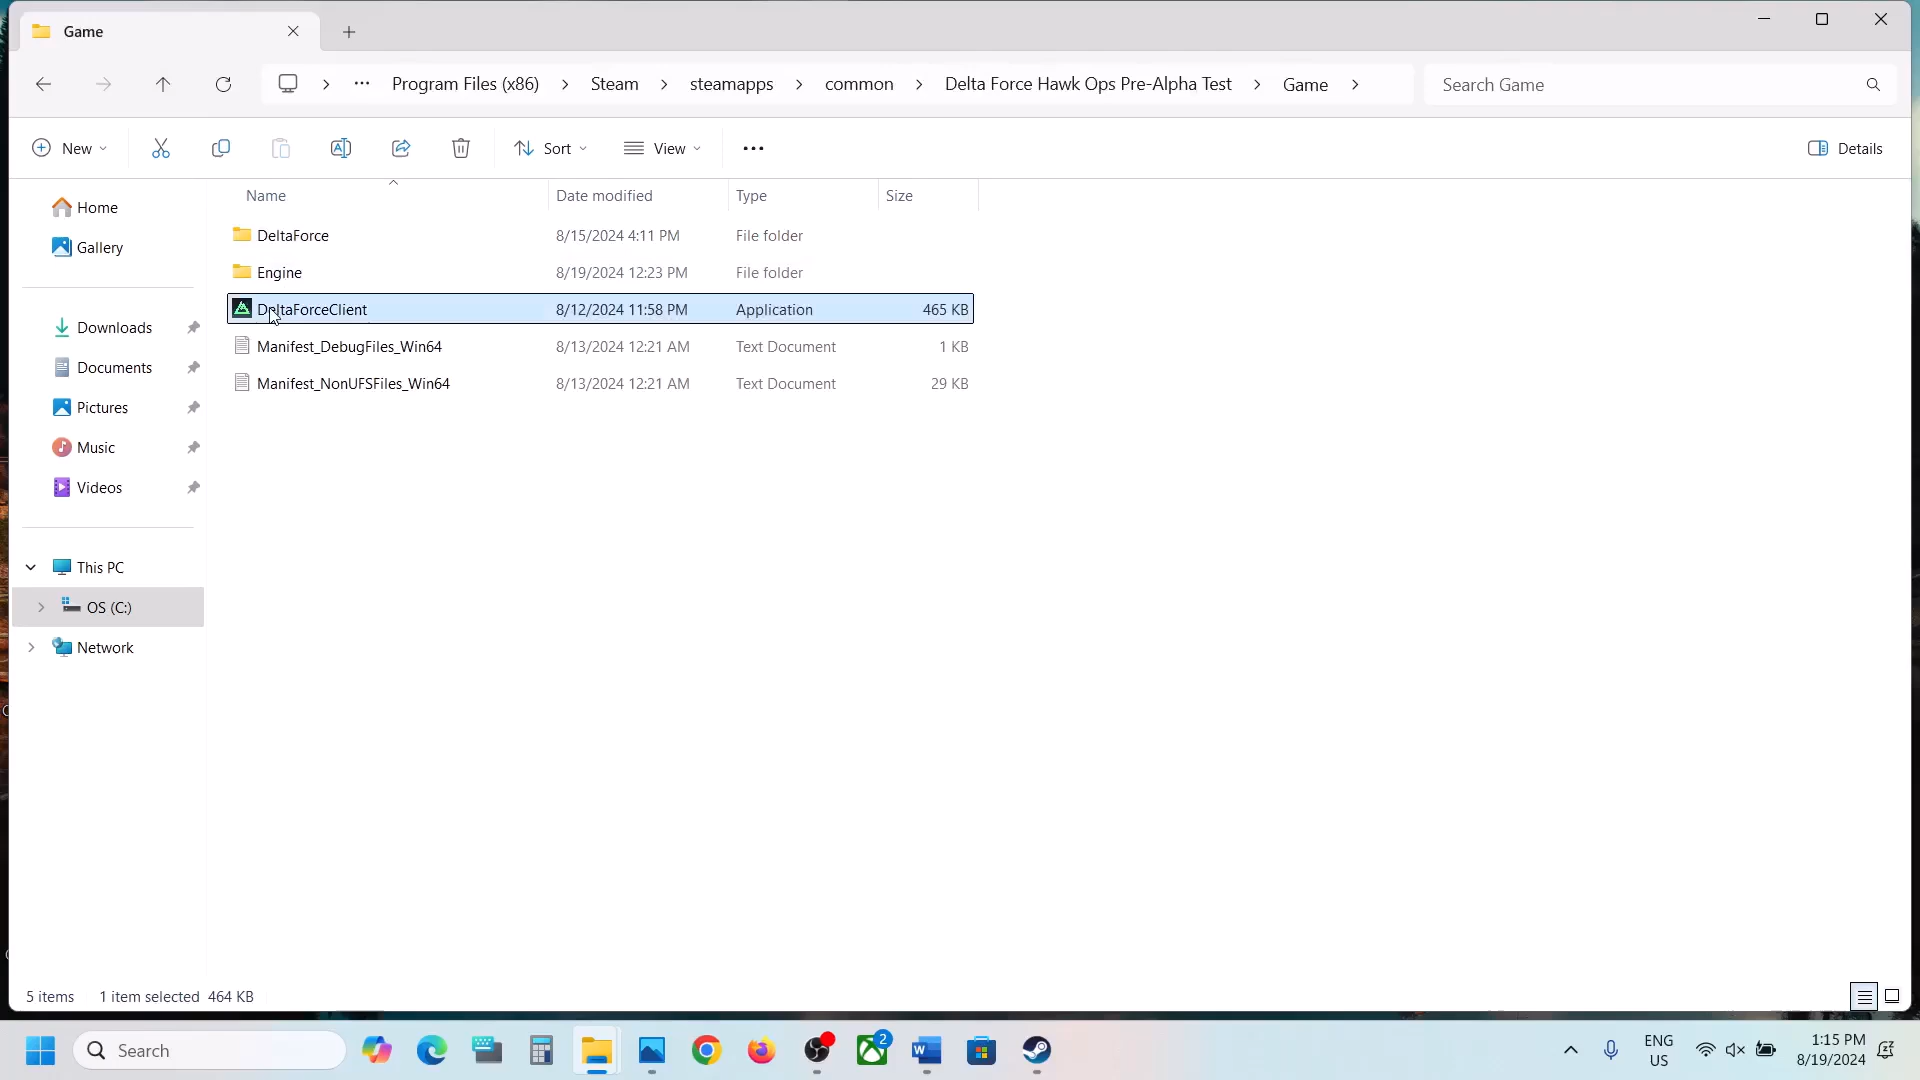 Game
Program Files (x86) > Steam > steamapps > common > Delta Force Hawk Ops Pre-Alpha Test > Game >
Search Game
New
Sort
View
Details
Name Date modified Type Size
Home
Gallery
Downloads
Documents
Pictures
Music
Videos
This PC
OS (C:)
Network
DeltaForce 8/15/2024 4:11 PM File folder
Engine 8/19/2024 12:23 PM File folder
DeltaForceClient 8/12/2024 11:58 PM Application 465 KB
Manifest_DebugFiles_Win64 8/13/2024 12:21 AM Text Document 1 KB
Manifest_NonUFSFiles_Win64 8/13/2024 12:21 AM Text Document 29 KB
5 items 1 item selected 464 KB
Search
2
ENG
US
1:15 PM
8/19/2024